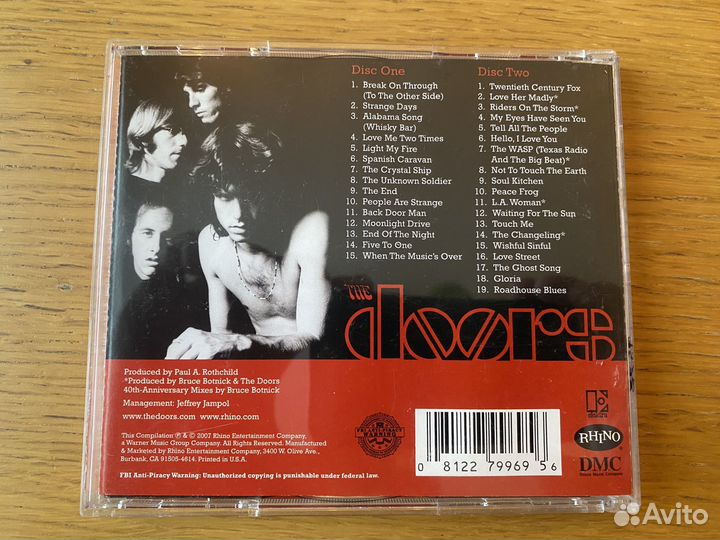 Disc One
1. Break On Through
(To The Other Side)
2. Strange Days
3. Alabama Song
(Whisky Bar)
4. Love Me Two Times
5. Light My Fire
6. Spanish Caravan
7. The Crystal Ship
8. The Unknown Soldier
9. The End
10. People Are Strange
11. Back Door Man
12. Moonlight Drive
13. End Of The Night
14. Five To One
15. When The Music's Over
Disc Two
1. Twentieth Century Fox
2. Love Her Madly*
3. Riders On The Storm*
4. My Eyes Have Seen You
5. Tell All The People
6. Hello, I Love You
7. The WASP (Texas Radio
And The Big Beat)*
8. Not To Touch The Earth
9. Soul Kitchen
10. Peace Frog
11. L.A. Woman*
12. Waiting For The Sun
13. Touch Me
14. The Changeling*
15. Wishful Sinful
16. Love Street
17. The Ghost Song
18. Gloria
19. Roadhouse Blues
THE
doors
Produced by Paul A. Rothchild
*Produced by Bruce Botnick & The Doors
40th-Anniversary Mixes by Bruce Botnick
Management: Jeffrey Jampol
www.thedoors.com www.rhino.com
This Compilation ℗ & © 2007 Rhino Entertainment Company,
a Warner Music Group Company. All Rights Reserved. Manufactured
& Marketed by Rhino Entertainment Company, 3400 W. Olive Ave.,
Burbank, CA 91505-4614. Printed in U.S.A.
FBI Anti-Piracy Warning: Unauthorized copying is punishable under federal law.
FBI ANTI-PIRACY
WARNING
0 81227 99695 6
RHINO
DMC
Avito